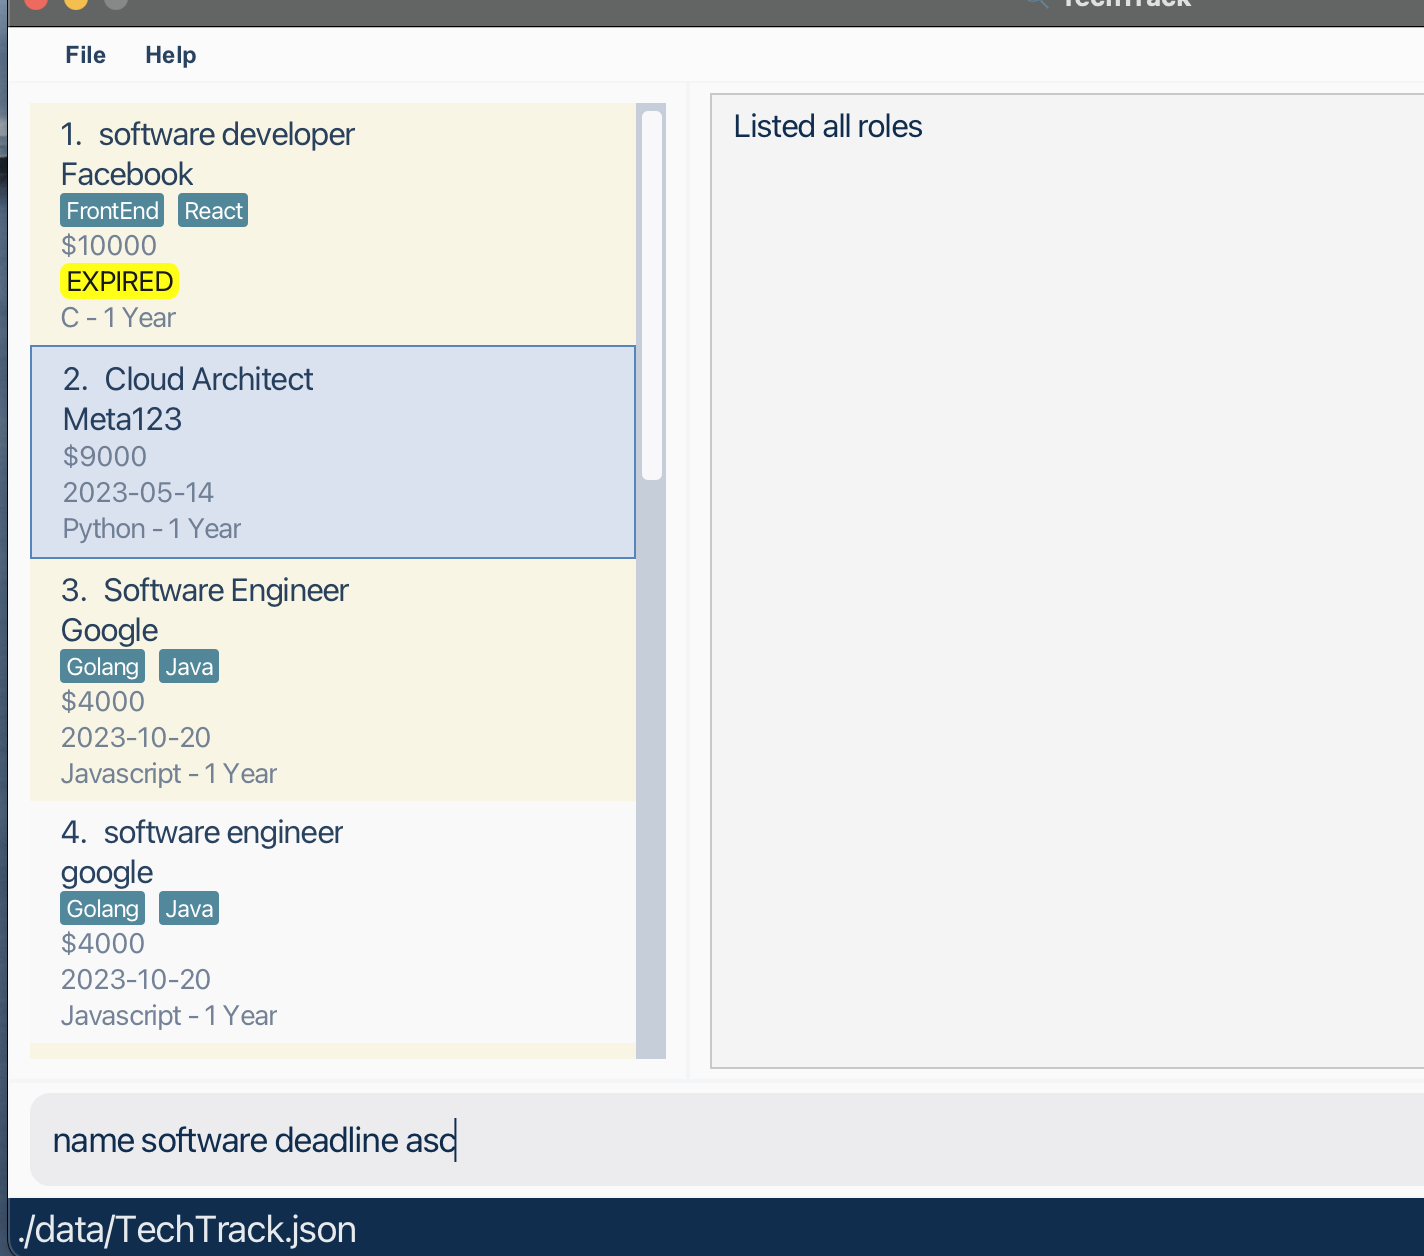 TechTrack
File Help
1. software developer
Facebook
FrontEnd React
$10000
EXPIRED
C - 1 Year
2. Cloud Architect
Meta123
$9000
2023-05-14
Python - 1 Year
3. Software Engineer
Google
Golang Java
$4000
2023-10-20
Javascript - 1 Year
4. software engineer
google
Golang Java
$4000
2023-10-20
Javascript - 1 Year
Listed all roles
name software deadline asc
./data/TechTrack.json